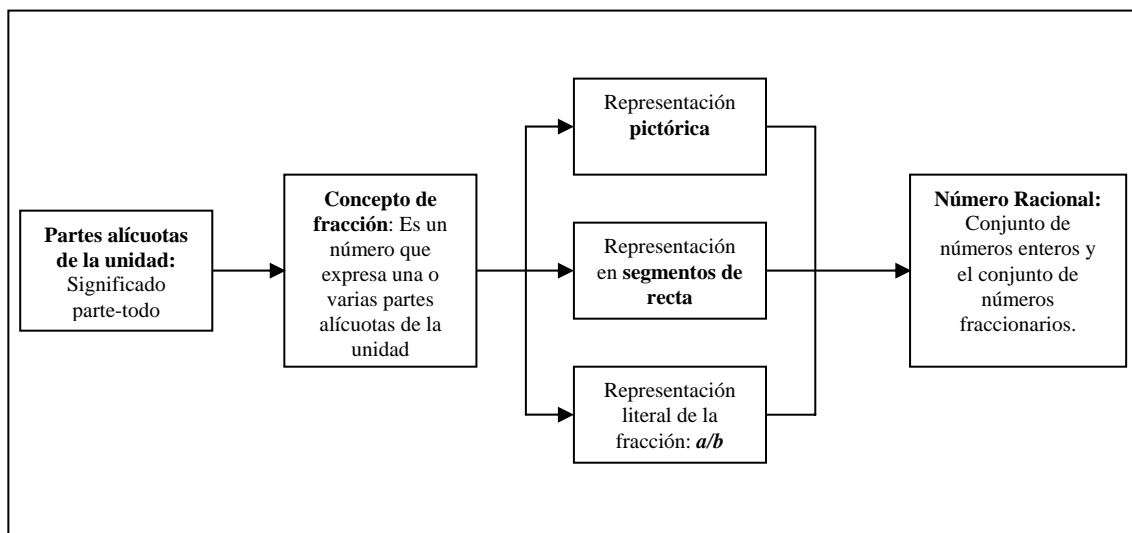 Partes alícuotas
de la unidad:
Significado
parte-todo
Concepto de
fracción: Es un
número que
expresa una o
varias partes
alícuotas de la
unidad
Representación
pictórica
Representación
en segmentos de
recta
Representación
literal de la
fracción: a/b
Número Racional:
Conjunto de
números enteros y
el conjunto de
números
fraccionarios.